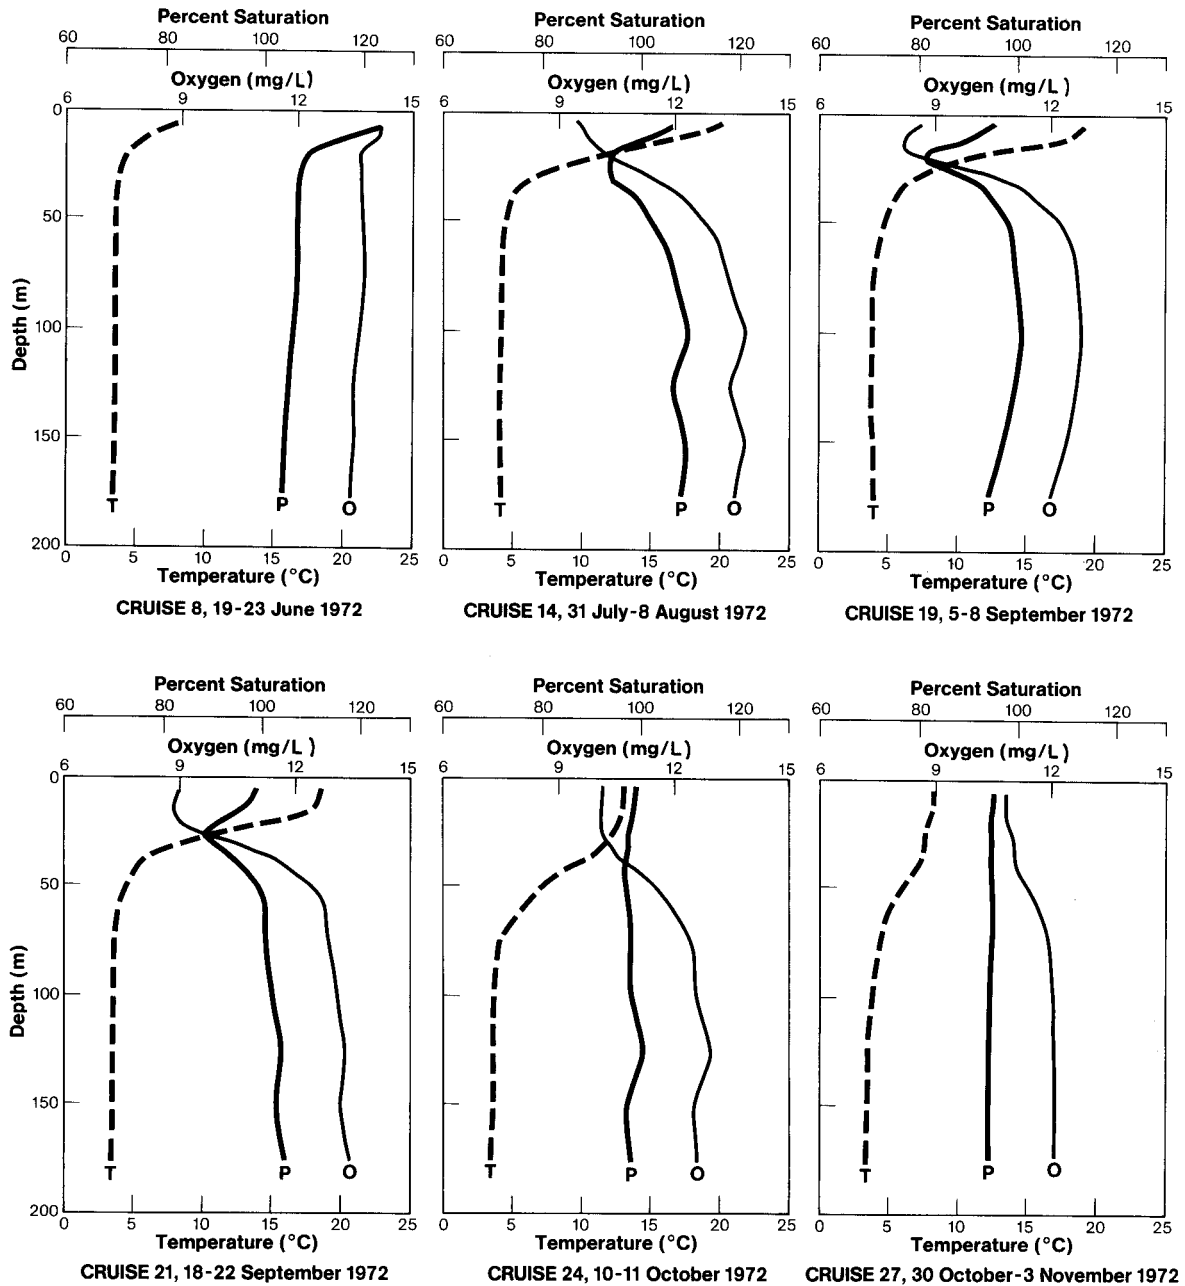 Percent Saturation Percent Saturation Percent Saturation
60 80 100 120 60 80 100 120 60 80 100 120
Oxygen (mg/L) Oxygen (mg/L) Oxygen (mg/L)
6 9 12 15 6 9 12 15 6 9 12 15
0
50
100
Depth (m)
150
T P O T P O T P O
200
0 5 10 15 20 25 0 5 10 15 20 25 0 5 10 15 20 25
Temperature (°C) Temperature (°C) Temperature (°C)
CRUISE 8, 19-23 June 1972 CRUISE 14, 31 July-8 August 1972 CRUISE 19, 5-8 September 1972
Percent Saturation Percent Saturation Percent Saturation
60 80 100 120 60 80 100 120 60 80 100 120
Oxygen (mg/L) Oxygen (mg/L) Oxygen (mg/L)
6 9 12 15 6 9 12 15 6 9 12 15
0
50
100
Depth (m)
150
T P O T P O T P O
200
0 5 10 15 20 25 0 5 10 15 20 25 0 5 10 15 20 25
Temperature (°C) Temperature (°C) Temperature (°C)
CRUISE 21, 18-22 September 1972 CRUISE 24, 10-11 October 1972 CRUISE 27, 30 October-3 November 1972